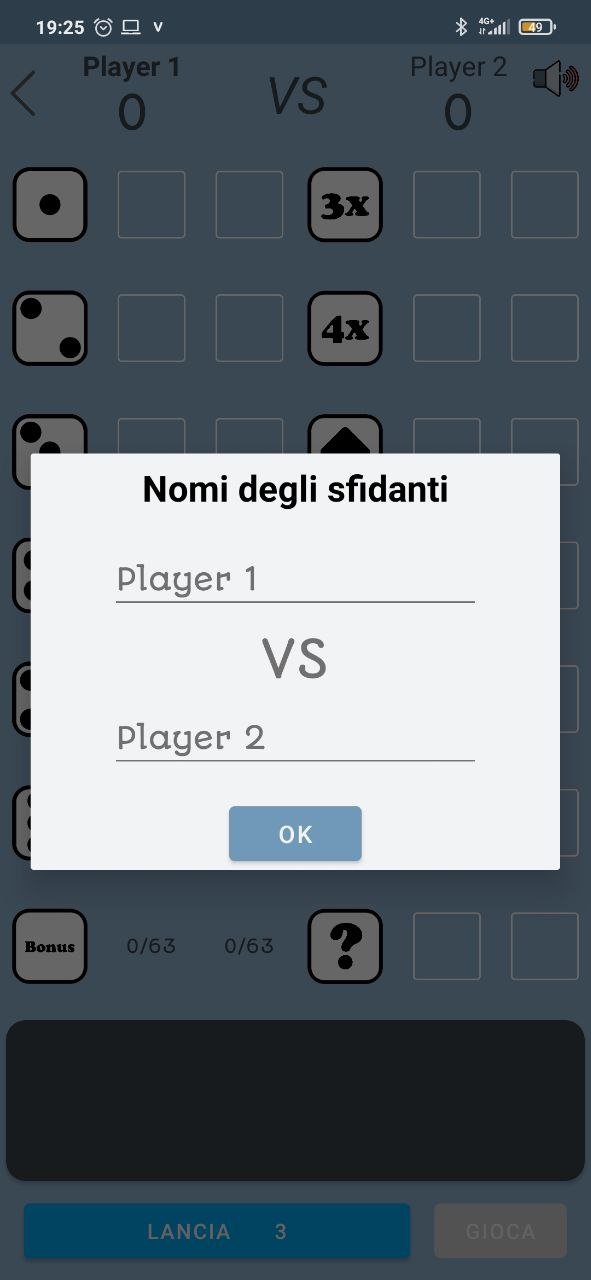 19:25 V 4G+ 49
Player 1 VS Player 2
0 0
3x
4x
Nomi degli sfidanti
Player 1
VS
Player 2
OK
Bonus 0/63 0/63 ?
LANCIA 3 GIOCA